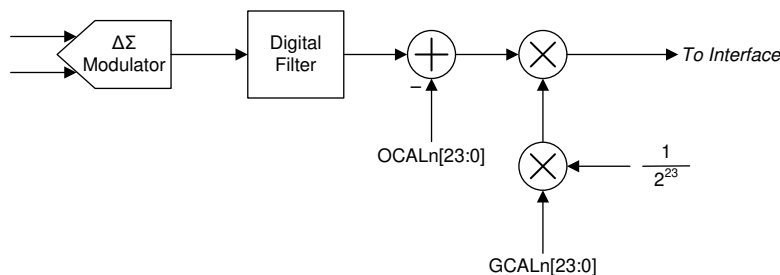 ΔΣ
Modulator
Digital
Filter
+
×
To Interface
−
OCALn[23:0]
×
1
2^23
GCALn[23:0]